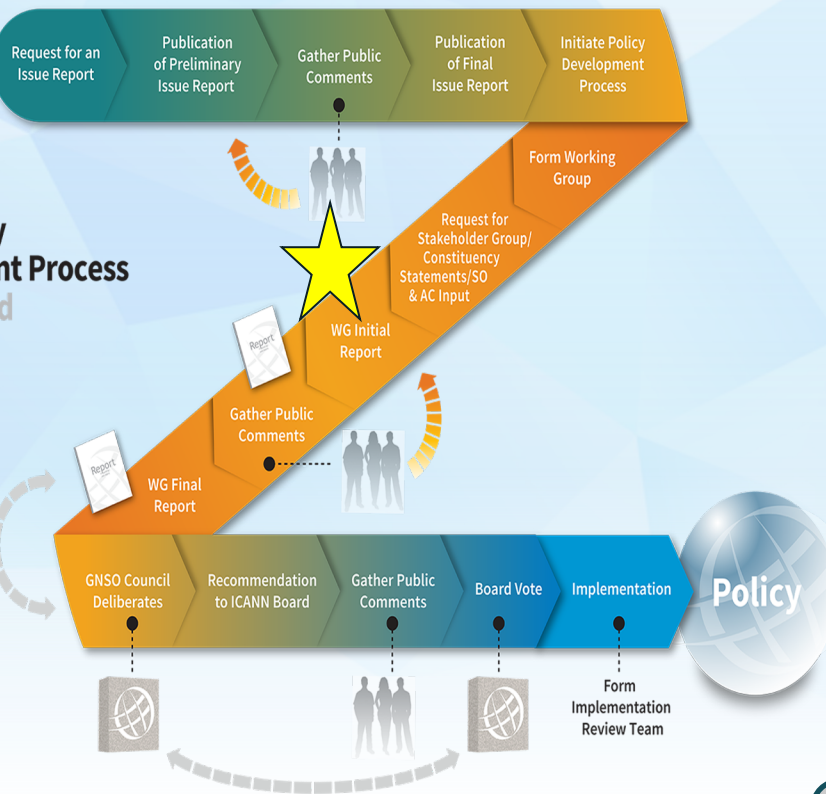 Request for an
Issue Report
Publication
of Preliminary
Issue Report
Gather Public
Comments
Publication
of Final
Issue Report
Initiate Policy
Development
Process
Form Working
Group
Request for
Stakeholder Group/
Constituency
Statements/SO
& AC Input
Process
WG Initial
Report
Report
Gather Public
Comments
Report
WG Final
Report
GNSO Council
Deliberates
Recommendation
to ICANN Board
Gather Public
Comments
Board Vote
Implementation
Policy
Form
Implementation
Review Team